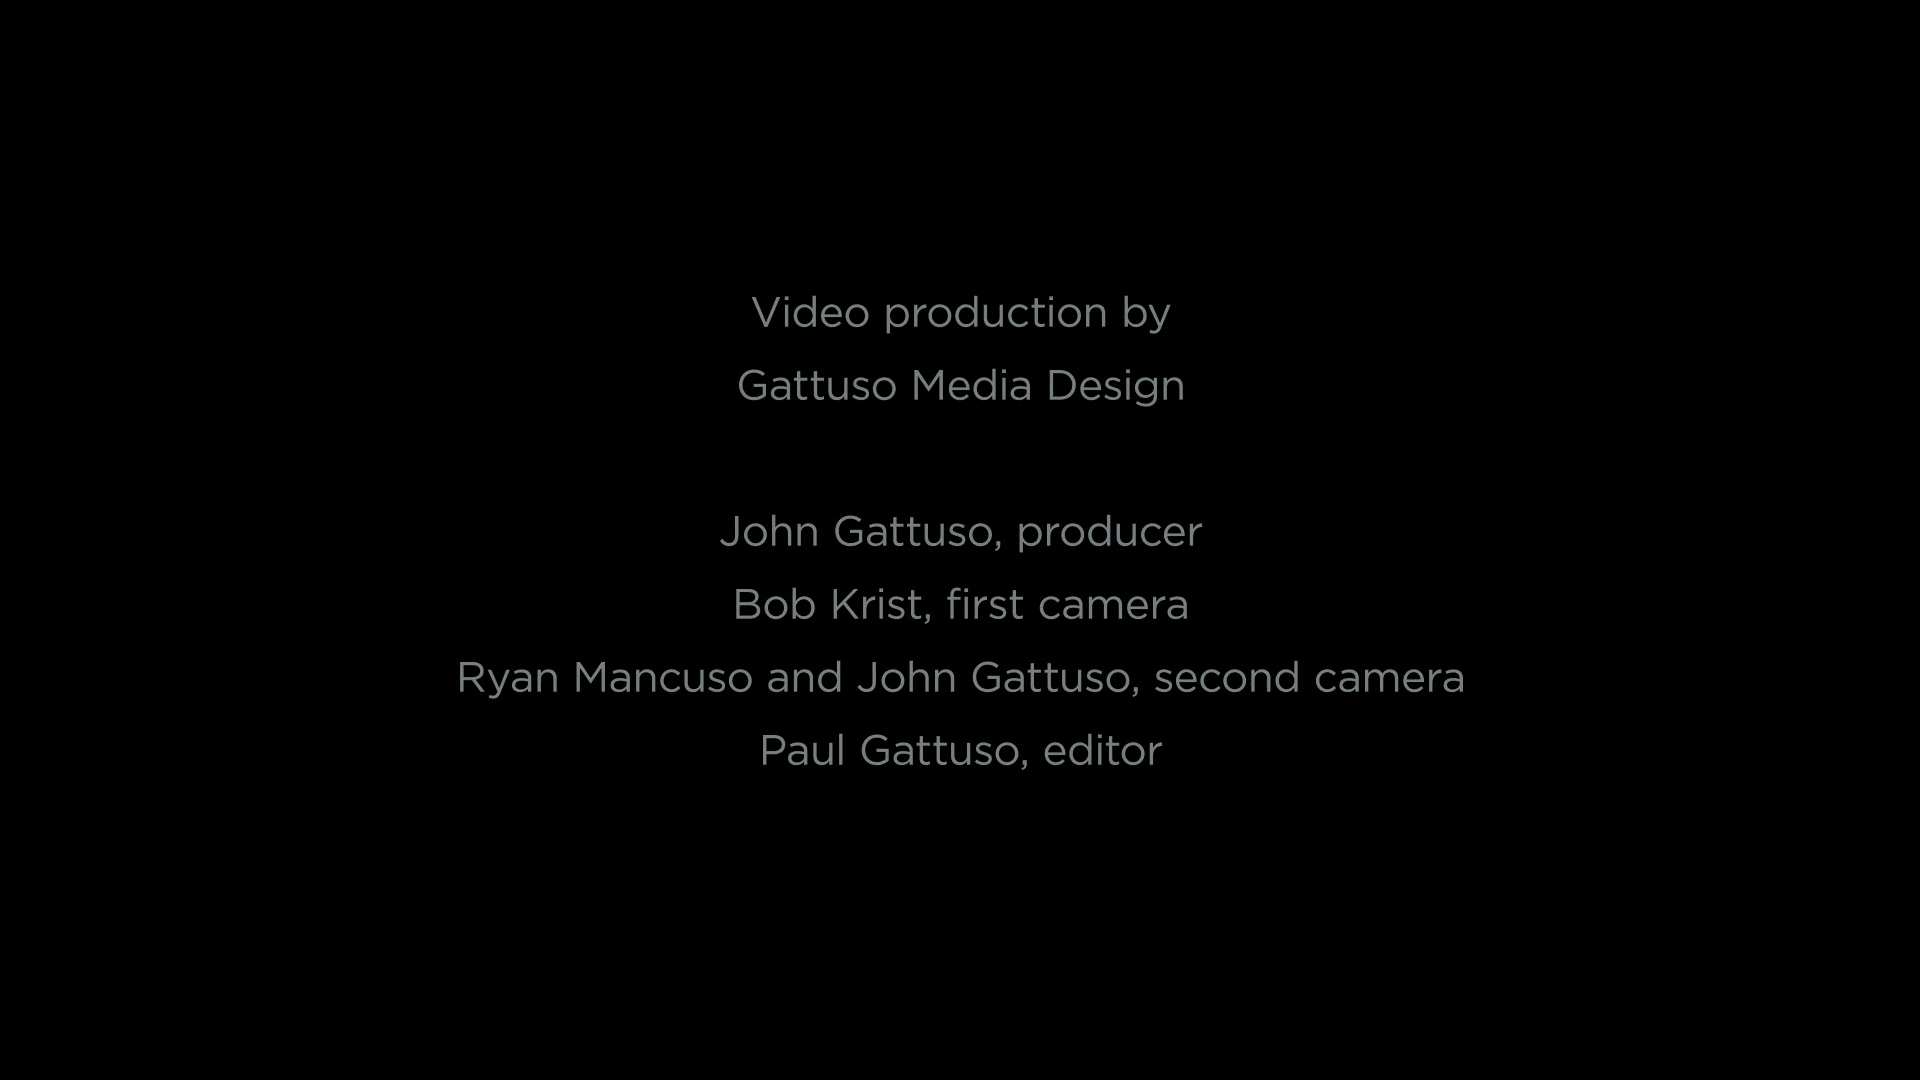 Video production by
Gattuso Media Design
John Gattuso, producer
Bob Krist, first camera
Ryan Mancuso and John Gattuso, second camera
Paul Gattuso, editor